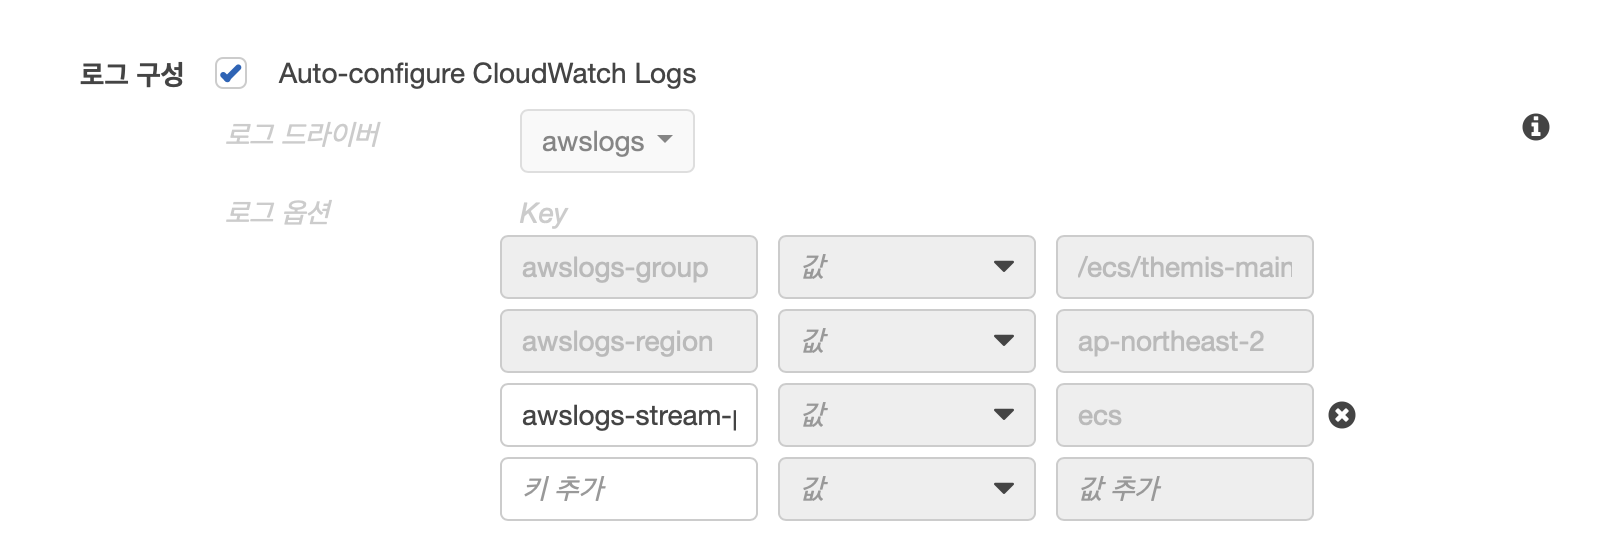 로그 구성 Auto-configure CloudWatch Logs
로그 드라이버 awslogs
로그 옵션 Key
awslogs-group 값 /ecs/themis-main
awslogs-region 값 ap-northeast-2
awslogs-stream- 값 ecs
키 추가 값 값 추가